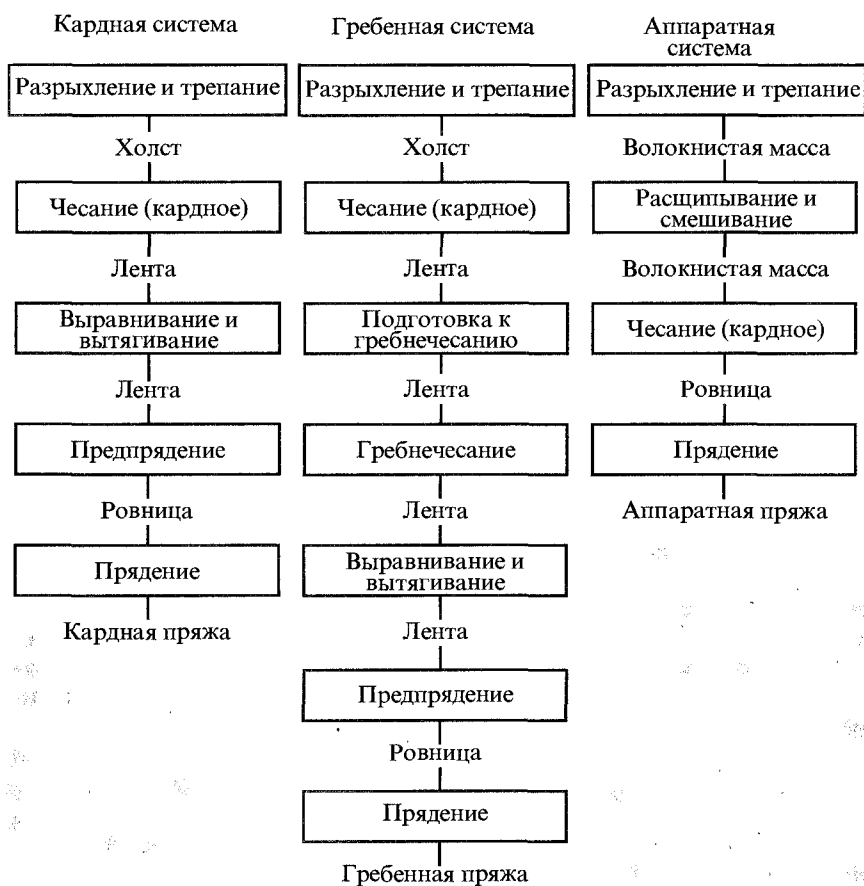 Кардная система
Разрыхление и трепание
Холст
Чесание (кардное)
Лента
Выравнивание и
вытягивание
Лента
Предпрядение
Ровница
Прядение
Кардная пряжа
Гребенная система
Разрыхление и трепание
Холст
Чесание (кардное)
Лента
Подготовка к
гребнечесанию
Лента
Гребнечесание
Лента
Выравнивание и
вытягивание
Лента
Предпрядение
Ровница
Прядение
Гребенная пряжа
Аппаратная
система
Разрыхление и трепание
Волокнистая масса
Расщипывание и
смешивание
Волокнистая масса
Чесание (кардное)
Ровница
Прядение
Аппаратная пряжа